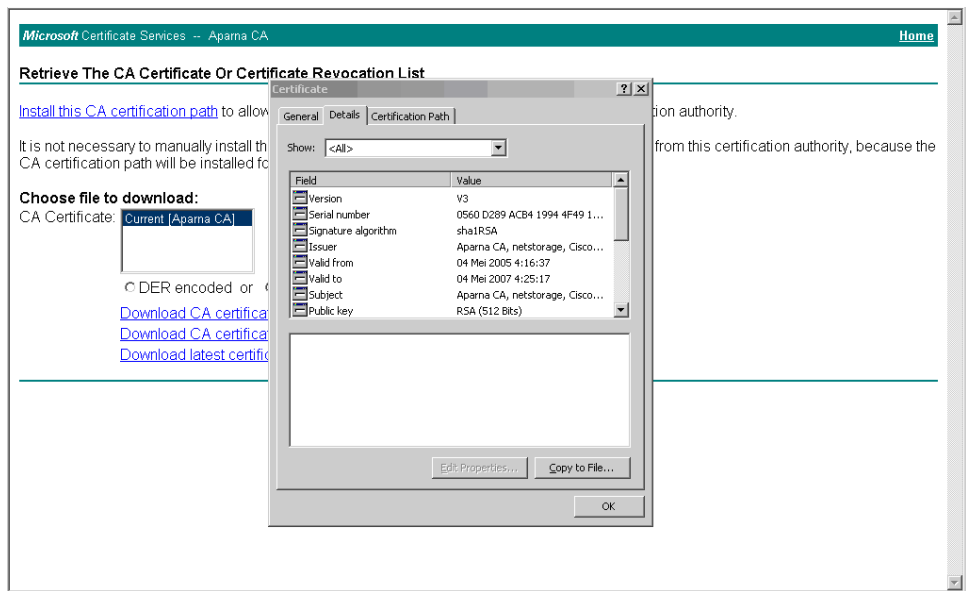 Microsoft Certificate Services -- Aparna CA Home
Retrieve The CA Certificate Or Certificate Revocation List
Certificate
Install this CA certification path to allow
tion authority.
General Details Certification Path
It is not necessary to manually install th
from this certification authority, because the
CA certification path will be installed fo
Show: <All>
Field Value
Version V3
Serial number 0560 D289 ACB4 1994 4F49 1...
Signature algorithm sha1RSA
Issuer Aparna CA, netstorage, Cisco...
Valid from 04 Mei 2005 4:16:37
Valid to 04 Mei 2007 4:25:17
Subject Aparna CA, netstorage, Cisco...
Public key RSA (512 Bits)
Choose file to download:
CA Certificate: Current [Aparna CA]
DER encoded or
Download CA certifica
Download CA certifica
Download latest certific
Edit Properties... Copy to File...
OK